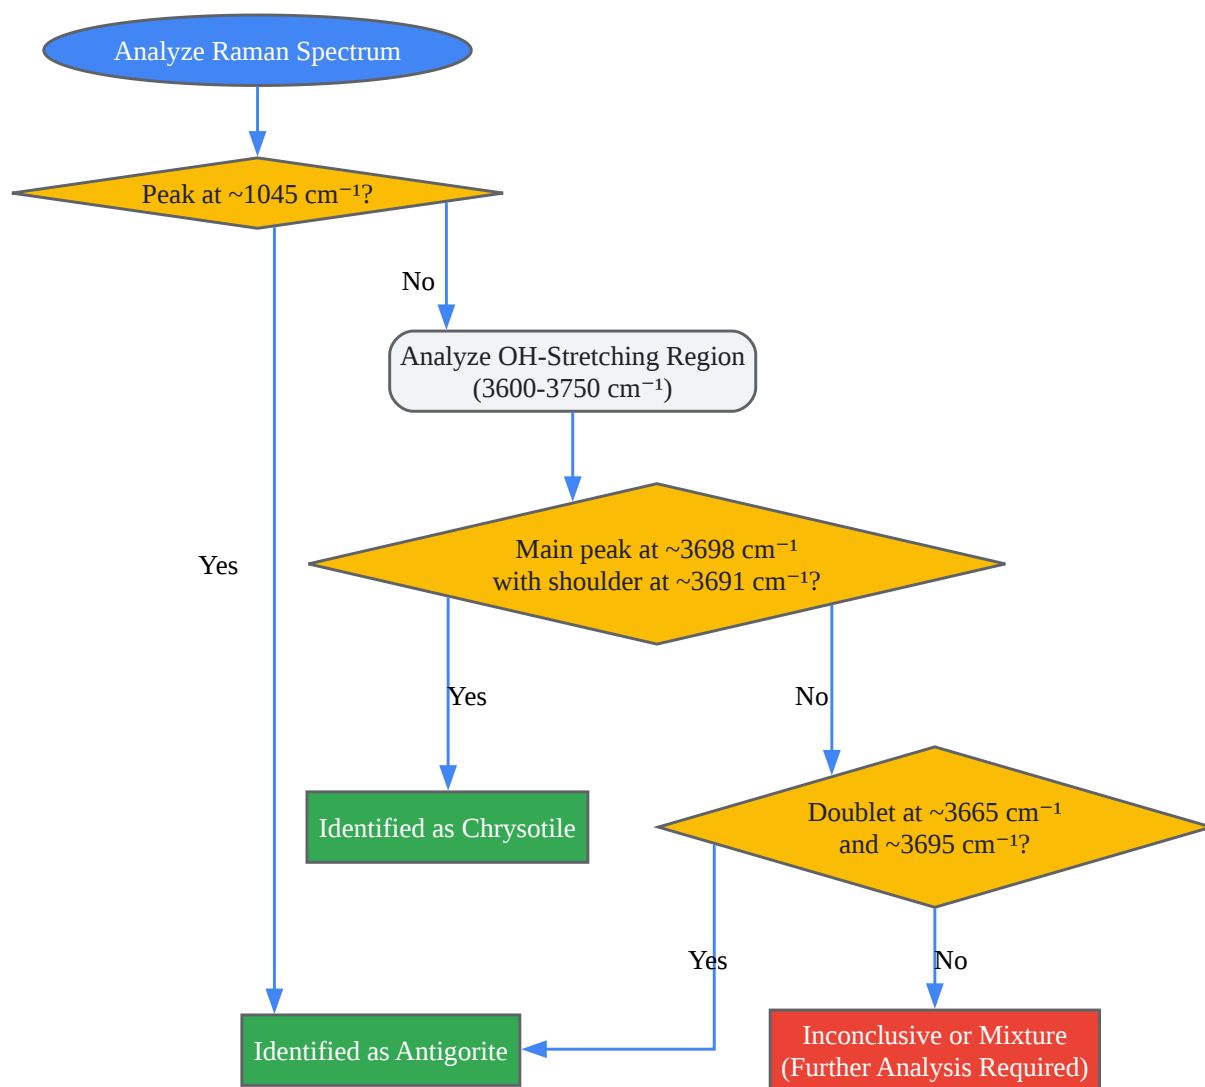 Analyze Raman Spectrum
Peak at ~1045 cm⁻¹?
No
Analyze OH-Stretching Region
(3600-3750 cm⁻¹)
Main peak at ~3698 cm⁻¹
with shoulder at ~3691 cm⁻¹?
Yes
Yes
No
Doublet at ~3665 cm⁻¹
and ~3695 cm⁻¹?
Identified as Chrysotile
Yes
No
Identified as Antigorite
Inconclusive or Mixture
(Further Analysis Required)